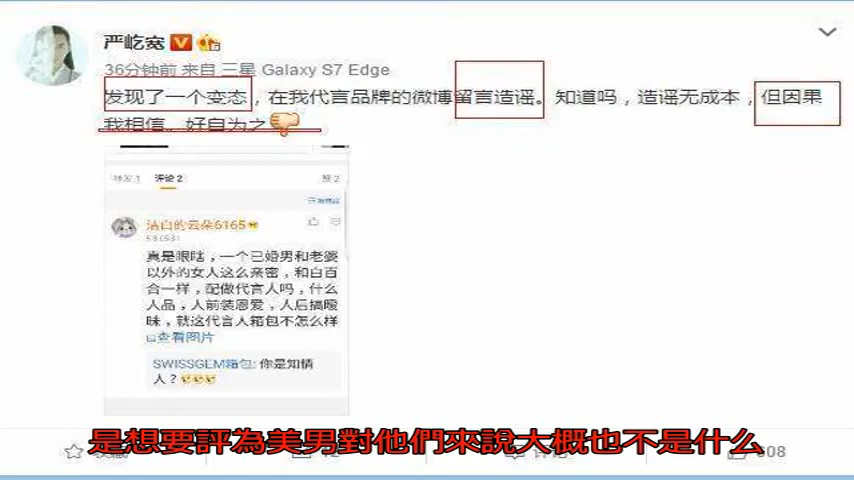 严屹宽
36分钟前 来自 三星 Galaxy S7 Edge
发现了一个变态，在我代言品牌的微博留言造谣。知道吗，造谣无成本，但因果
我相信。好自为之
转发 1 评论 2 赞 2
洁白的云朵6165
真是眼瞎，一个已婚男和老婆
以外的女人这么亲密，和白百
合一样，配做代言人吗，什么
人品，人前装恩爱，人后搞暧
昧，就这代言人箱包不怎么样
查看图片
SWISSGEM箱包: 你是知情
人？
是想要評為美男對他們來說大概也不是什么